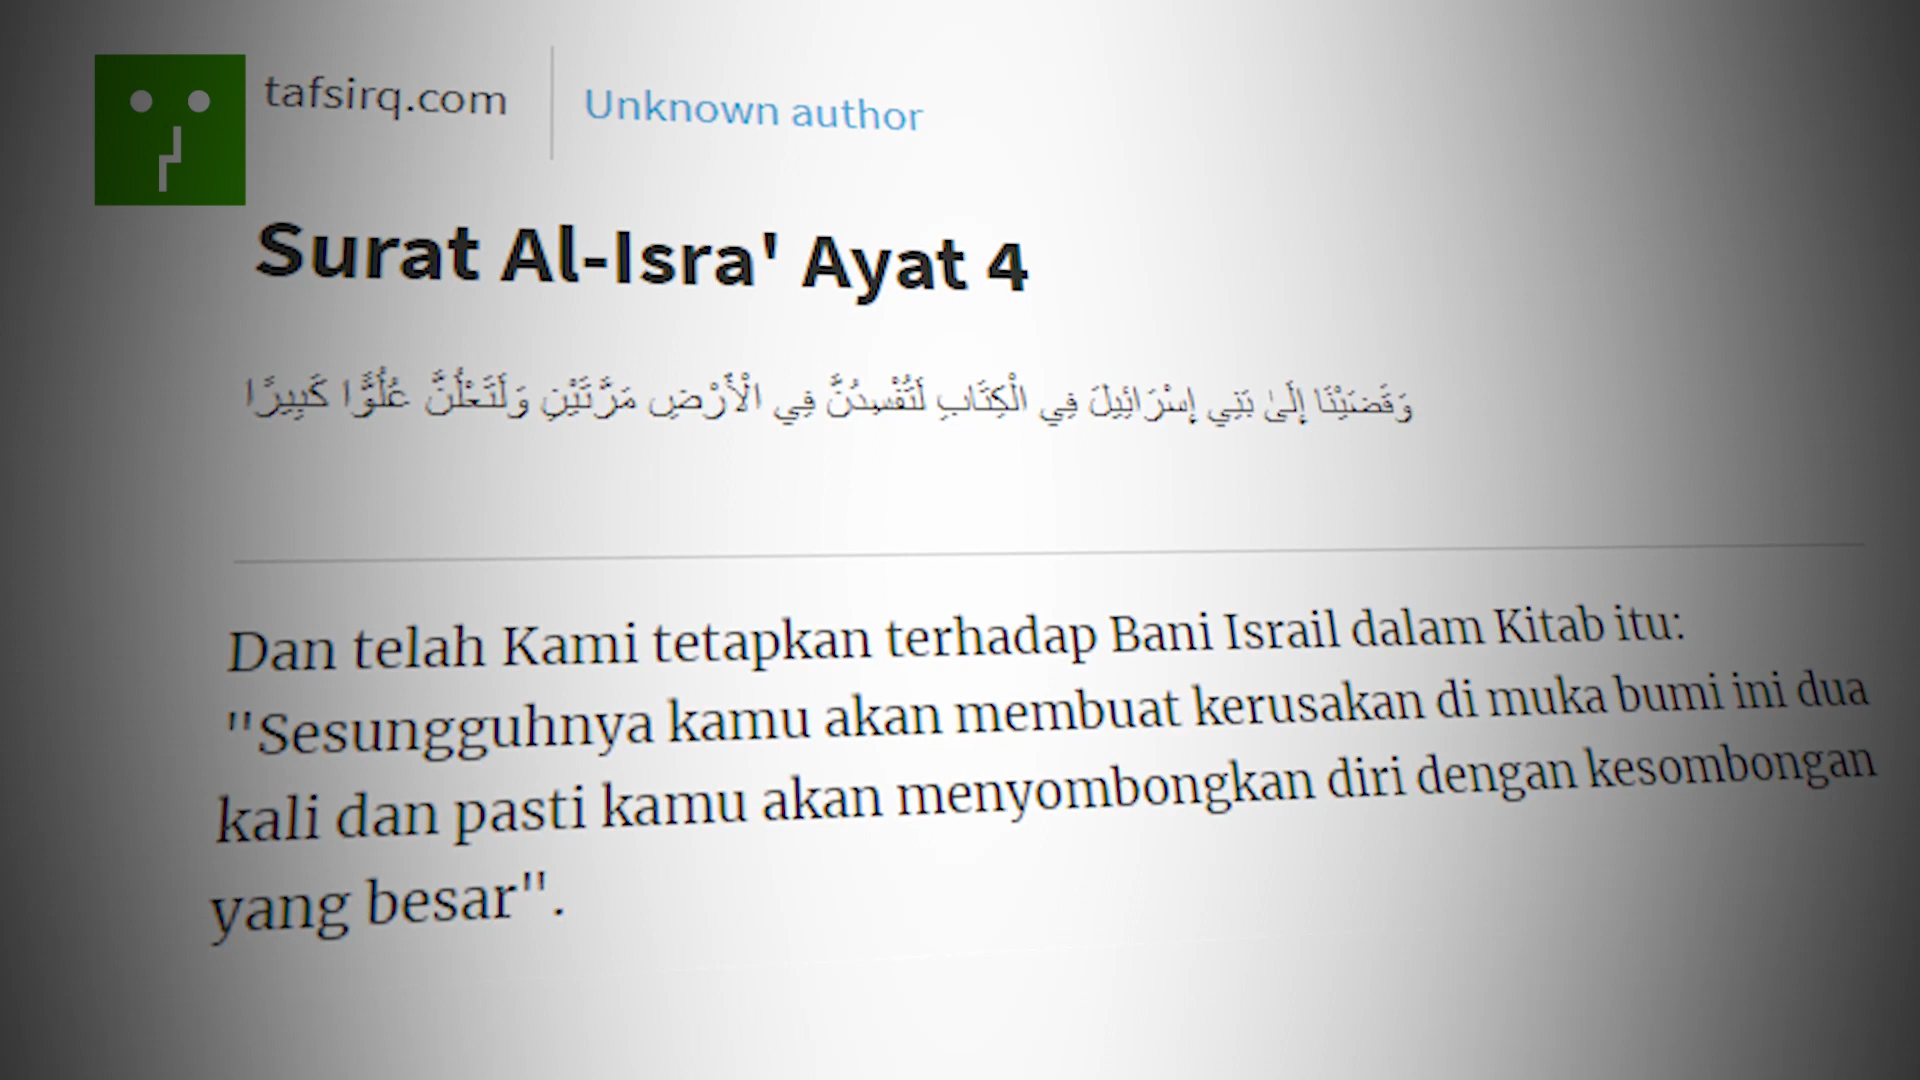 tafsirq.com
Unknown author
Surat Al-Isra' Ayat 4
وَقَضَيْنَا إِلَىٰ بَنِي إِسْرَائِيلَ فِي الْكِتَابِ لَتُفْسِدُنَّ فِي الْأَرْضِ مَرَّتَيْنِ وَلَتَعْلُنَّ عُلُوًّا كَبِيرًا
Dan telah Kami tetapkan terhadap Bani Israil dalam Kitab itu:
"Sesungguhnya kamu akan membuat kerusakan di muka bumi ini dua
kali dan pasti kamu akan menyombongkan diri dengan kesombongan
yang besar".